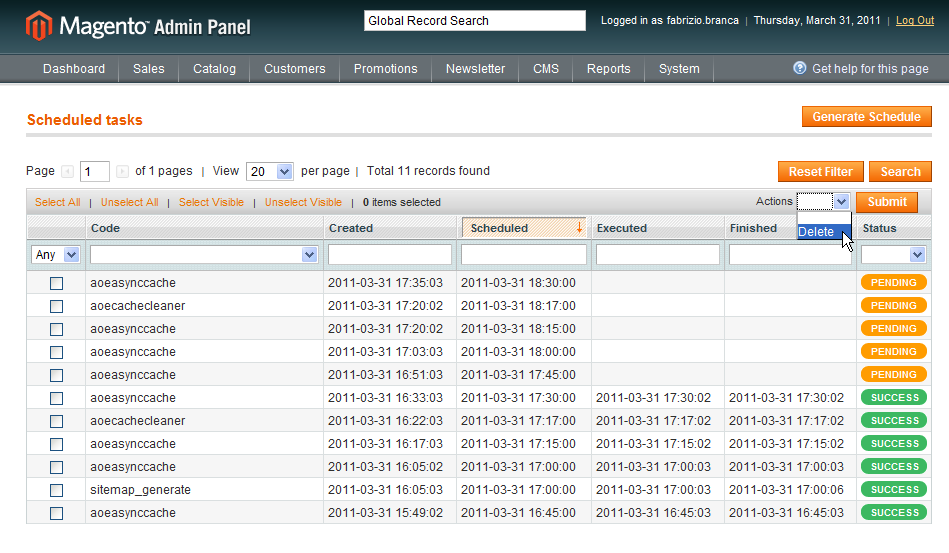 Magento™ Admin Panel Global Record Search Logged in as fabrizio.branca | Thursday, March 31, 2011 | Log Out
Dashboard Sales Catalog Customers Promotions Newsletter CMS Reports System Get help for this page
Scheduled tasks Generate Schedule
Page 1 of 1 pages | View 20 per page | Total 11 records found Reset Filter Search
Select All | Unselect All | Select Visible | Unselect Visible | 0 items selected Actions Submit
Delete
Code Created Scheduled Executed Finished Status
Any
aoeasynccache 2011-03-31 17:35:03 2011-03-31 18:30:00 PENDING
aoecachecleaner 2011-03-31 17:20:02 2011-03-31 18:17:00 PENDING
aoeasynccache 2011-03-31 17:20:02 2011-03-31 18:15:00 PENDING
aoeasynccache 2011-03-31 17:03:03 2011-03-31 18:00:00 PENDING
aoeasynccache 2011-03-31 16:51:03 2011-03-31 17:45:00 PENDING
aoeasynccache 2011-03-31 16:33:03 2011-03-31 17:30:00 2011-03-31 17:30:02 2011-03-31 17:30:02 SUCCESS
aoecachecleaner 2011-03-31 16:22:03 2011-03-31 17:17:00 2011-03-31 17:17:02 2011-03-31 17:17:02 SUCCESS
aoeasynccache 2011-03-31 16:17:03 2011-03-31 17:15:00 2011-03-31 17:15:02 2011-03-31 17:15:02 SUCCESS
aoeasynccache 2011-03-31 16:05:02 2011-03-31 17:00:00 2011-03-31 17:00:03 2011-03-31 17:00:03 SUCCESS
sitemap_generate 2011-03-31 16:05:03 2011-03-31 17:00:00 2011-03-31 17:00:03 2011-03-31 17:00:06 SUCCESS
aoeasynccache 2011-03-31 15:49:02 2011-03-31 16:45:00 2011-03-31 16:45:03 2011-03-31 16:45:03 SUCCESS